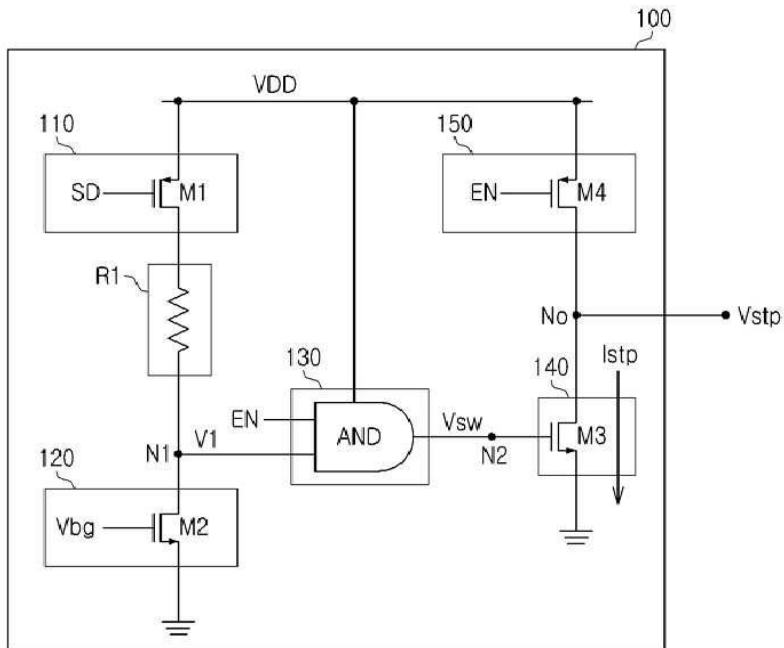 100
VDD
110
150
SD
M1
EN
M4
R1
No
Vstp
Istp
130
140
EN
Vsw
AND
M3
N1
V1
N2
120
Vbg
M2